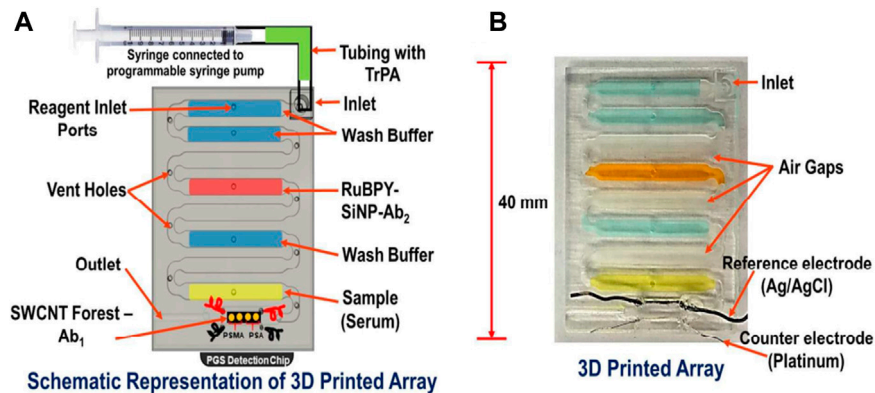 A
Syringe connected to
programmable syringe pump
Tubing with
TrPA
Reagent Inlet
Ports
Inlet
Wash Buffer
Vent Holes
RuBPY-
SiNP-Ab2
Wash Buffer
Outlet
Sample
(Serum)
SWCNT Forest –
Ab1
PSMA PSA
PGS Detection Chip
Schematic Representation of 3D Printed Array
B
Inlet
Air Gaps
40 mm
Reference electrode
(Ag/AgCl)
Counter electrode
(Platinum)
3D Printed Array